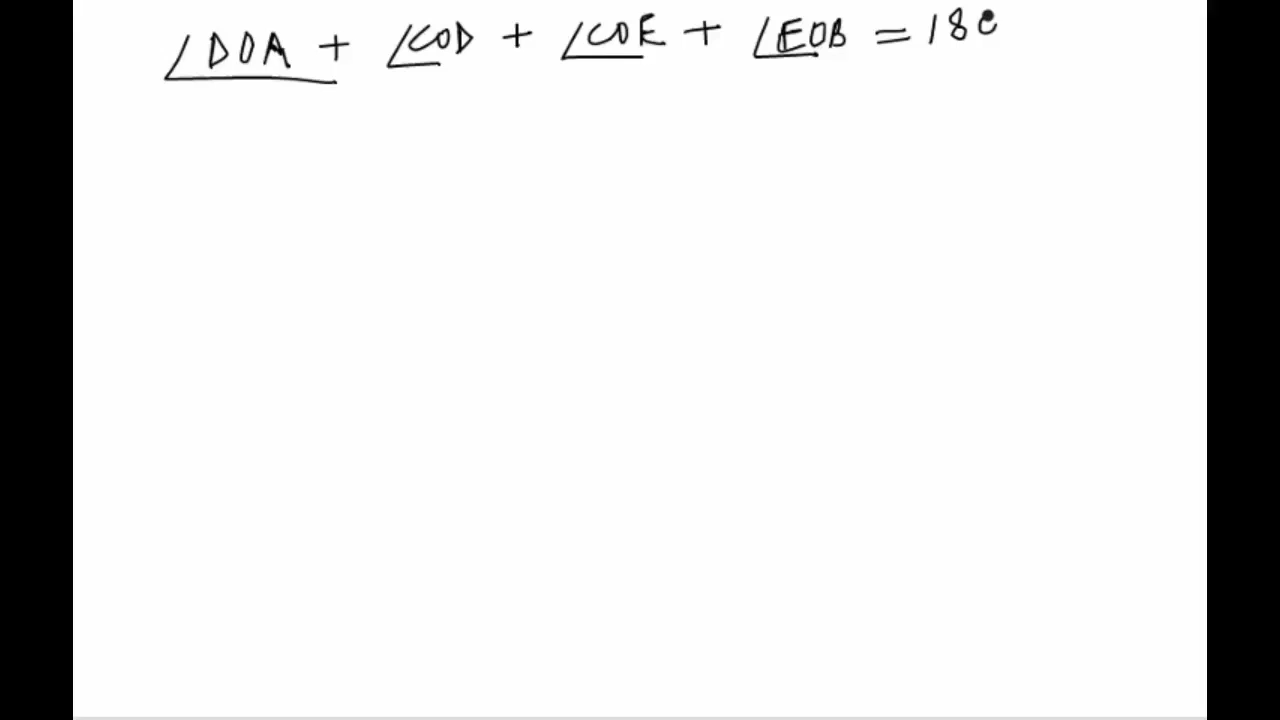 ∠DOA + ∠COD + ∠COE + ∠EOB = 180